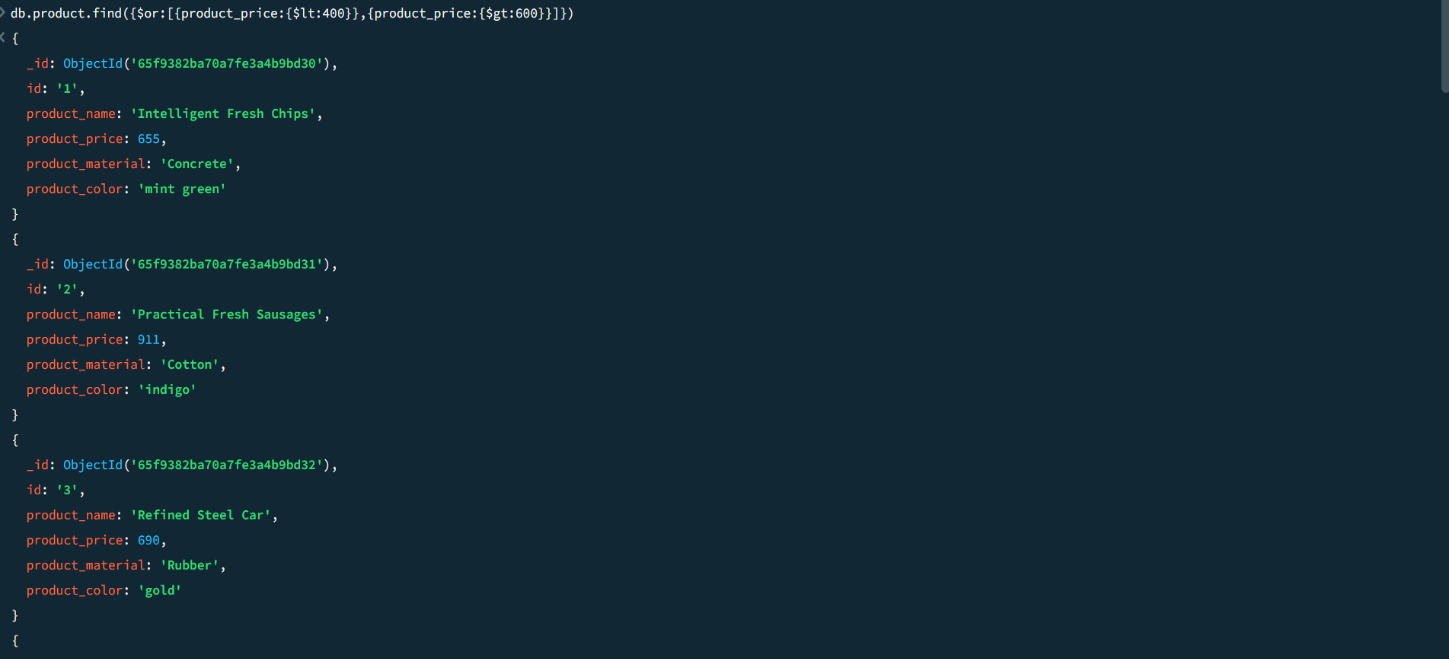 db.product.find({$or:[{product_price:{$lt:400}},{product_price:{$gt:600}}]})
{
_id: ObjectId('65f9382ba70a7fe3a4b9bd30'),
id: '1',
product_name: 'Intelligent Fresh Chips',
product_price: 655,
product_material: 'Concrete',
product_color: 'mint green'
}
{
_id: ObjectId('65f9382ba70a7fe3a4b9bd31'),
id: '2',
product_name: 'Practical Fresh Sausages',
product_price: 911,
product_material: 'Cotton',
product_color: 'indigo'
}
{
_id: ObjectId('65f9382ba70a7fe3a4b9bd32'),
id: '3',
product_name: 'Refined Steel Car',
product_price: 690,
product_material: 'Rubber',
product_color: 'gold'
}
{